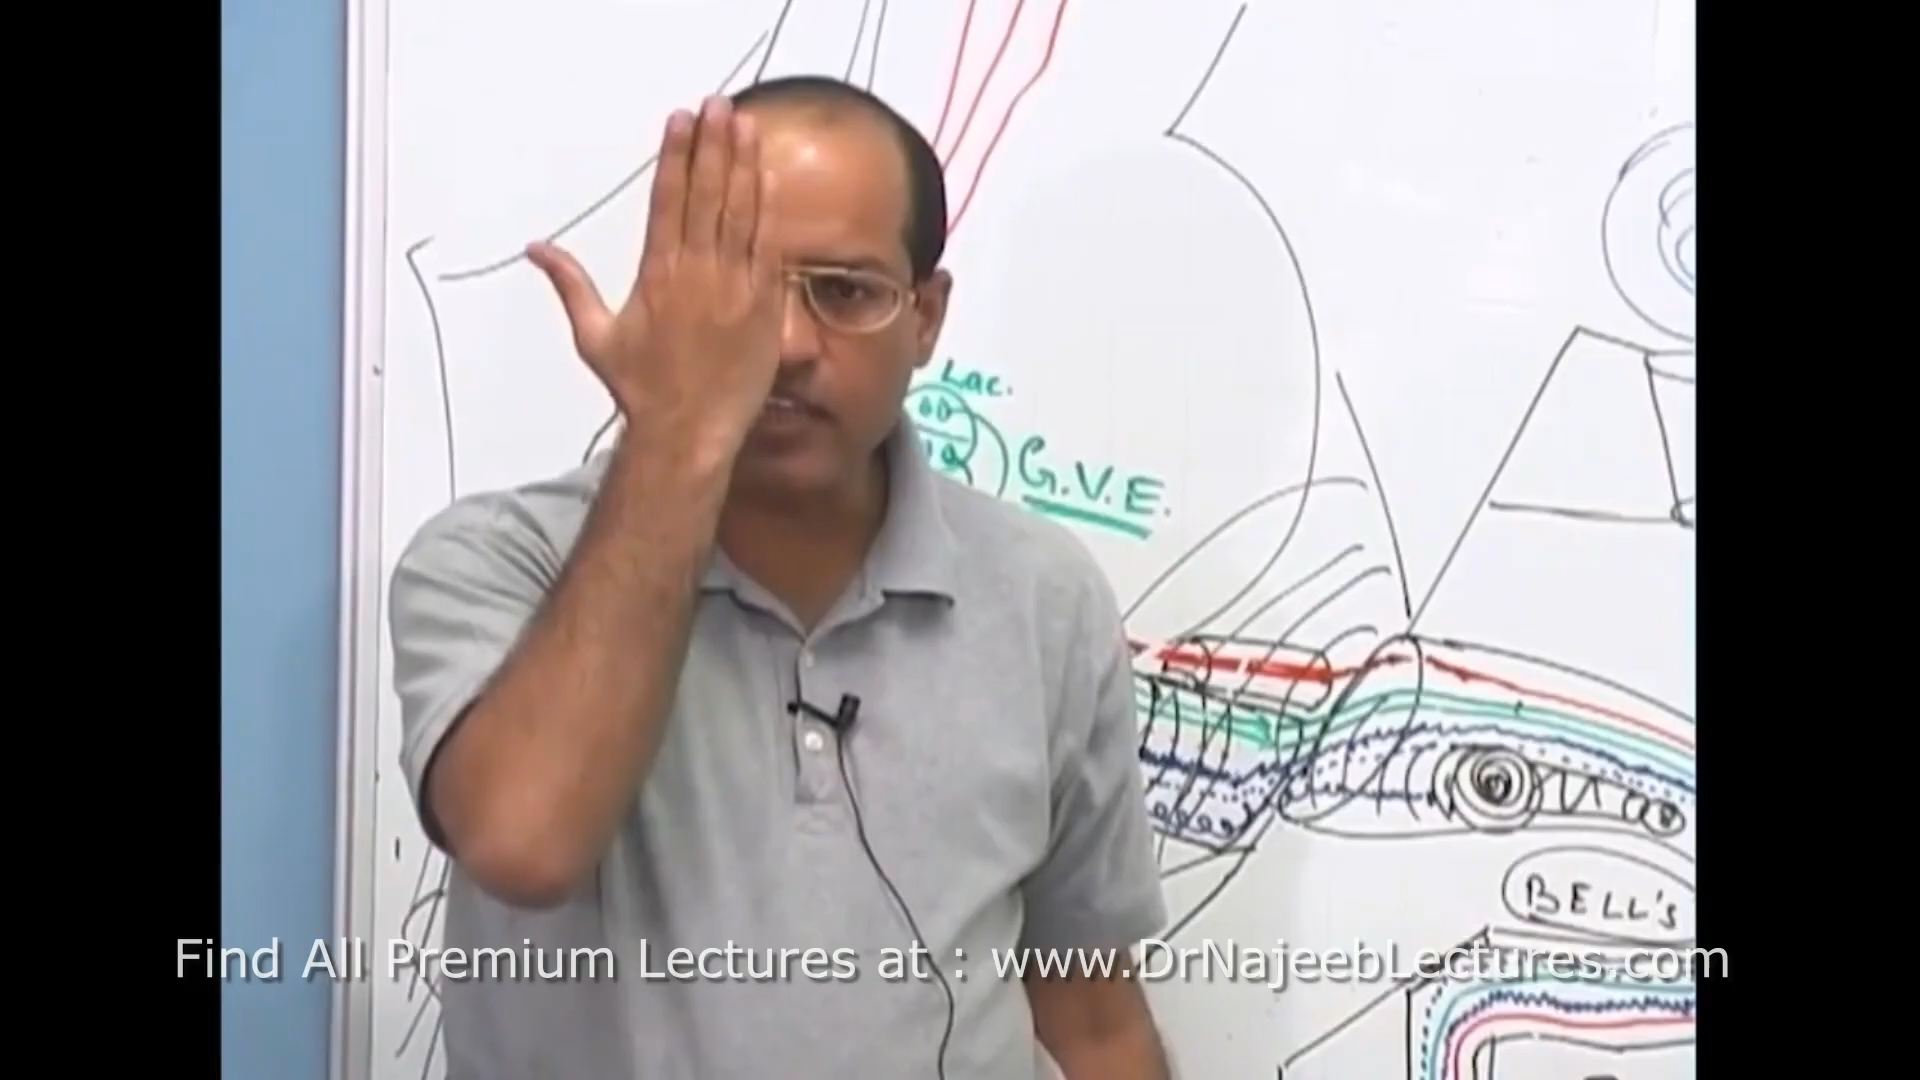 Lac.
G.V.E.
BELL's
Find All Premium Lectures at : www.DrNajeebLectures.com